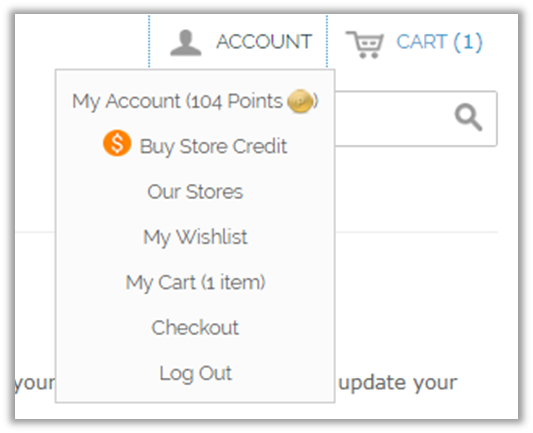 ACCOUNT
CART (1)
My Account (104 Points P)
$ Buy Store Credit
Our Stores
My Wishlist
My Cart (1 item)
Checkout
Log Out
your
update your